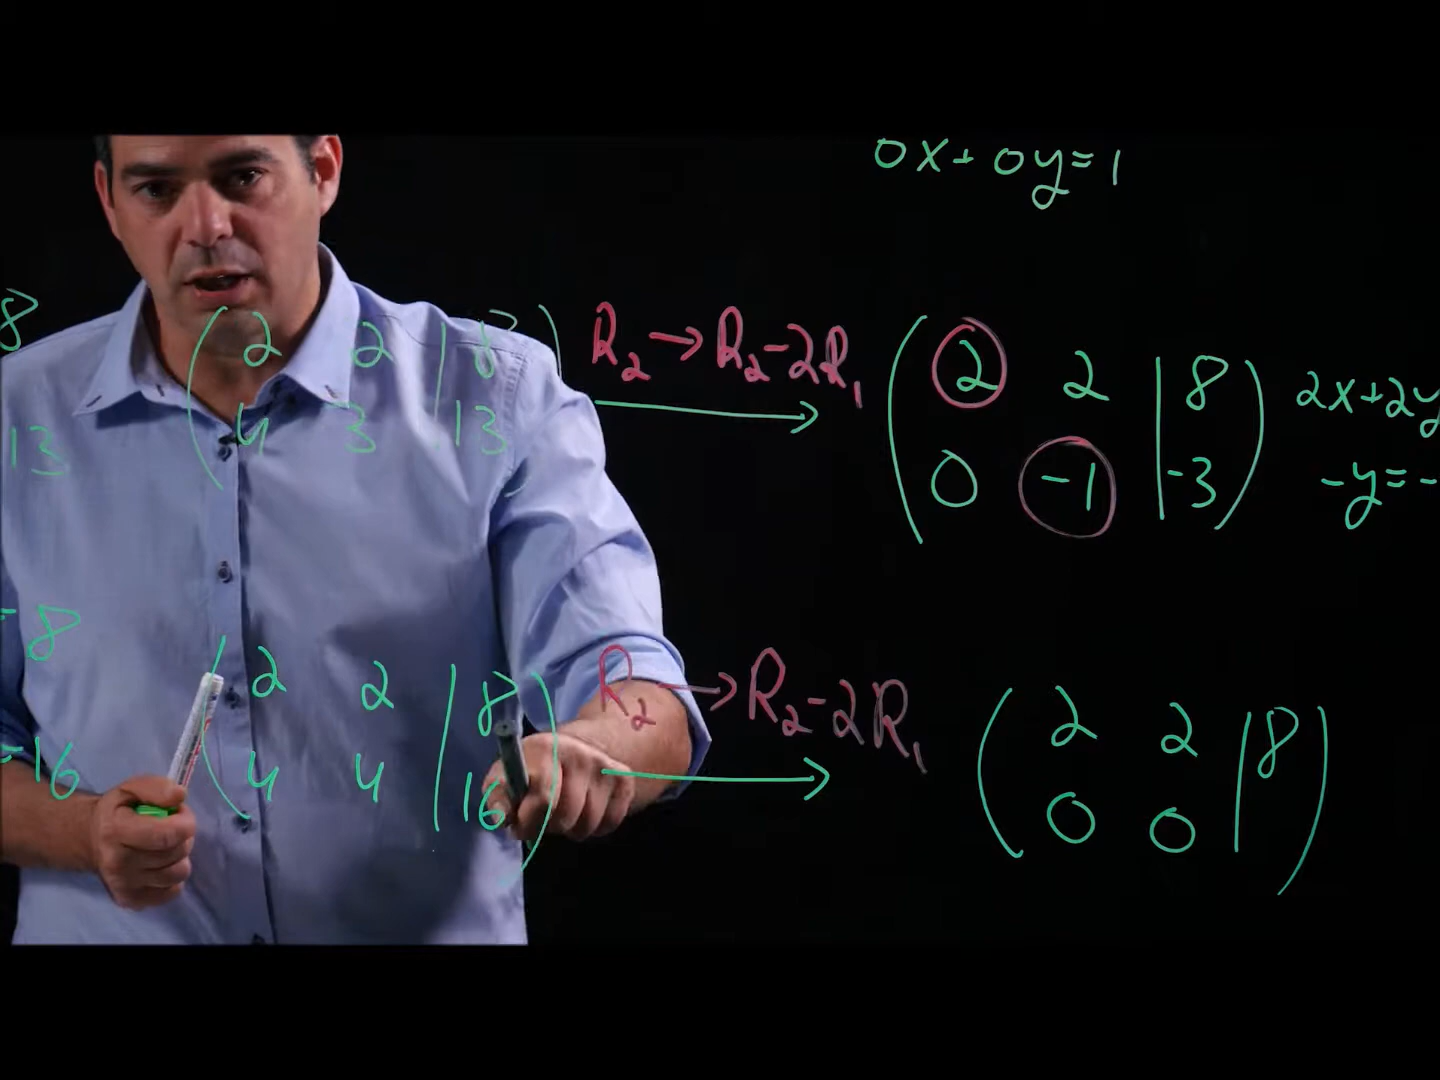 0x+0y=1
8 ( 2 2 | 8 ) R₂→R₂-2R₁ ( 2 2 | 8 ) 2x+2y
13 ( 4 3 | 13 ) ( 0 -1 | -3 ) -y=-
=8 ( 2 2 | 8 ) R₂→R₂-2R₁ ( 2 2 | 8 )
=16 ( 4 4 | 16 ) ( 0 0 | )